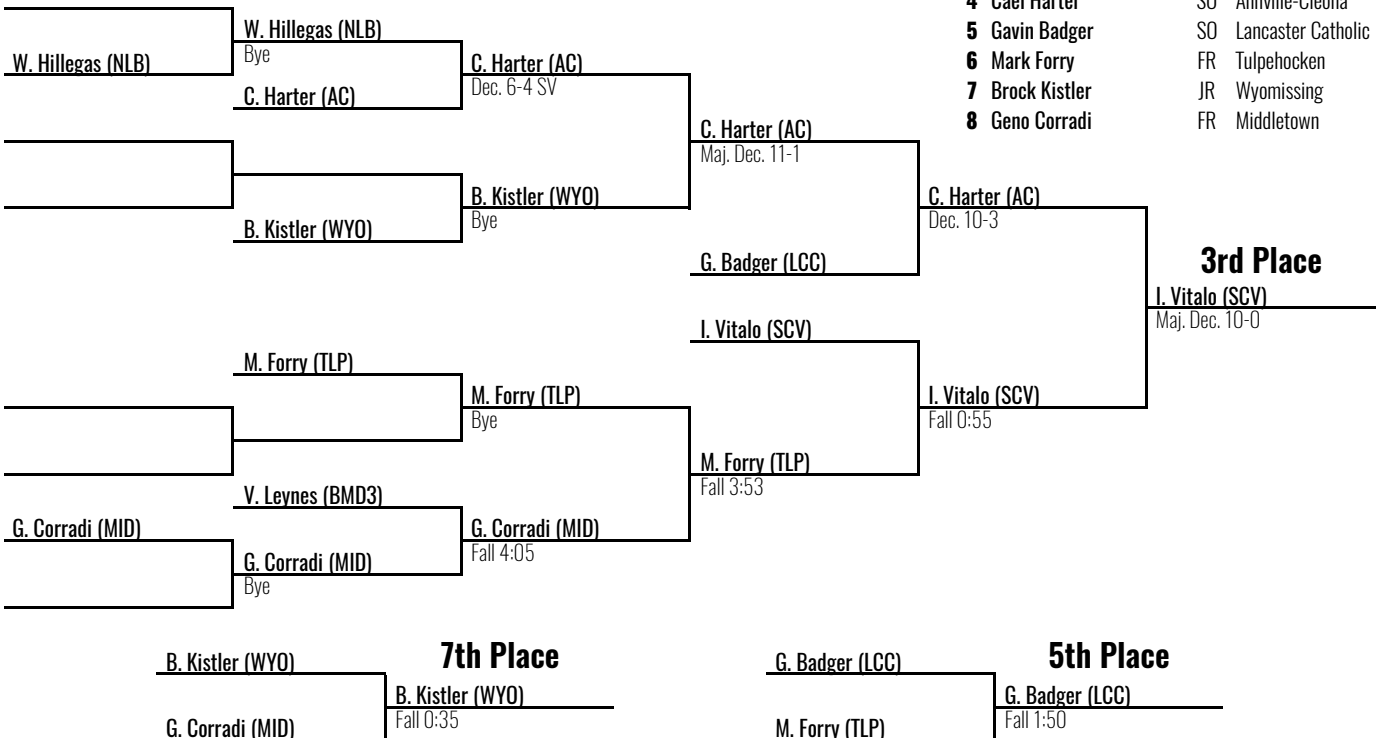 4 Cael Harter SO Annville-Cleona
W. Hillegas (NLB)
5 Gavin Badger SO Lancaster Catholic
Bye
W. Hillegas (NLB)
C. Harter (AC)
6 Mark Forry FR Tulpehocken
Dec. 6-4 SV
7 Brock Kistler JR Wyomissing
C. Harter (AC)
8 Geno Corradi FR Middletown
C. Harter (AC)
Maj. Dec. 11-1
B. Kistler (WYO)
C. Harter (AC)
Bye
Dec. 10-3
B. Kistler (WYO)
G. Badger (LCC)
3rd Place
I. Vitalo (SCV)
Maj. Dec. 10-0
I. Vitalo (SCV)
M. Forry (TLP)
M. Forry (TLP)
I. Vitalo (SCV)
Bye
Fall 0:55
M. Forry (TLP)
Fall 3:53
V. Leynes (BMD3)
G. Corradi (MID)
G. Corradi (MID)
Fall 4:05
G. Corradi (MID)
Bye
B. Kistler (WYO)
7th Place
B. Kistler (WYO)
Fall 0:35
G. Corradi (MID)
G. Badger (LCC)
5th Place
G. Badger (LCC)
Fall 1:50
M. Forry (TLP)